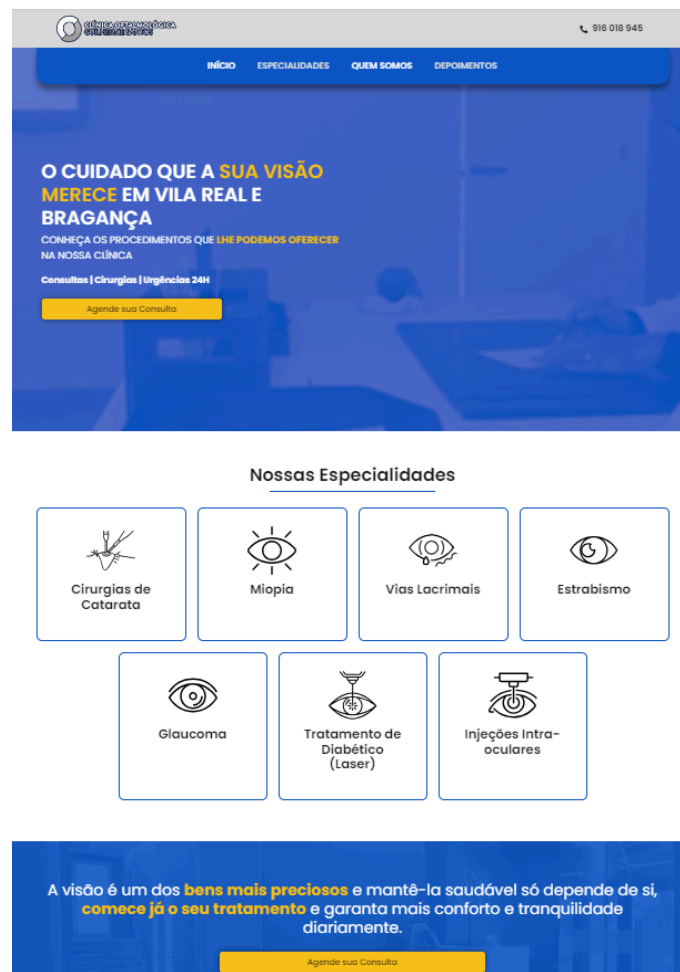 CLÍNICA OFTALMOLÓGICA
916 018 945
INÍCIO ESPECIALIDADES QUEM SOMOS DEPOIMENTOS
O CUIDADO QUE A SUA VISÃO
MERECE EM VILA REAL E
BRAGANÇA
CONHEÇA OS PROCEDIMENTOS QUE LHE PODEMOS OFERECER
NA NOSSA CLÍNICA
Consultas | Cirurgias | Urgências 24H
Agende sua Consulta
Nossas Especialidades
Cirurgias de
Catarata
Miopia
Vias Lacrimais
Estrabismo
Glaucoma
Tratamento de
Diabético
(Laser)
Injeções Intra-
oculares
A visão é um dos bens mais preciosos e mantê-la saudável só depende de si,
comece já o seu tratamento e garanta mais conforto e tranquilidade
diariamente.
Agende sua Consulta